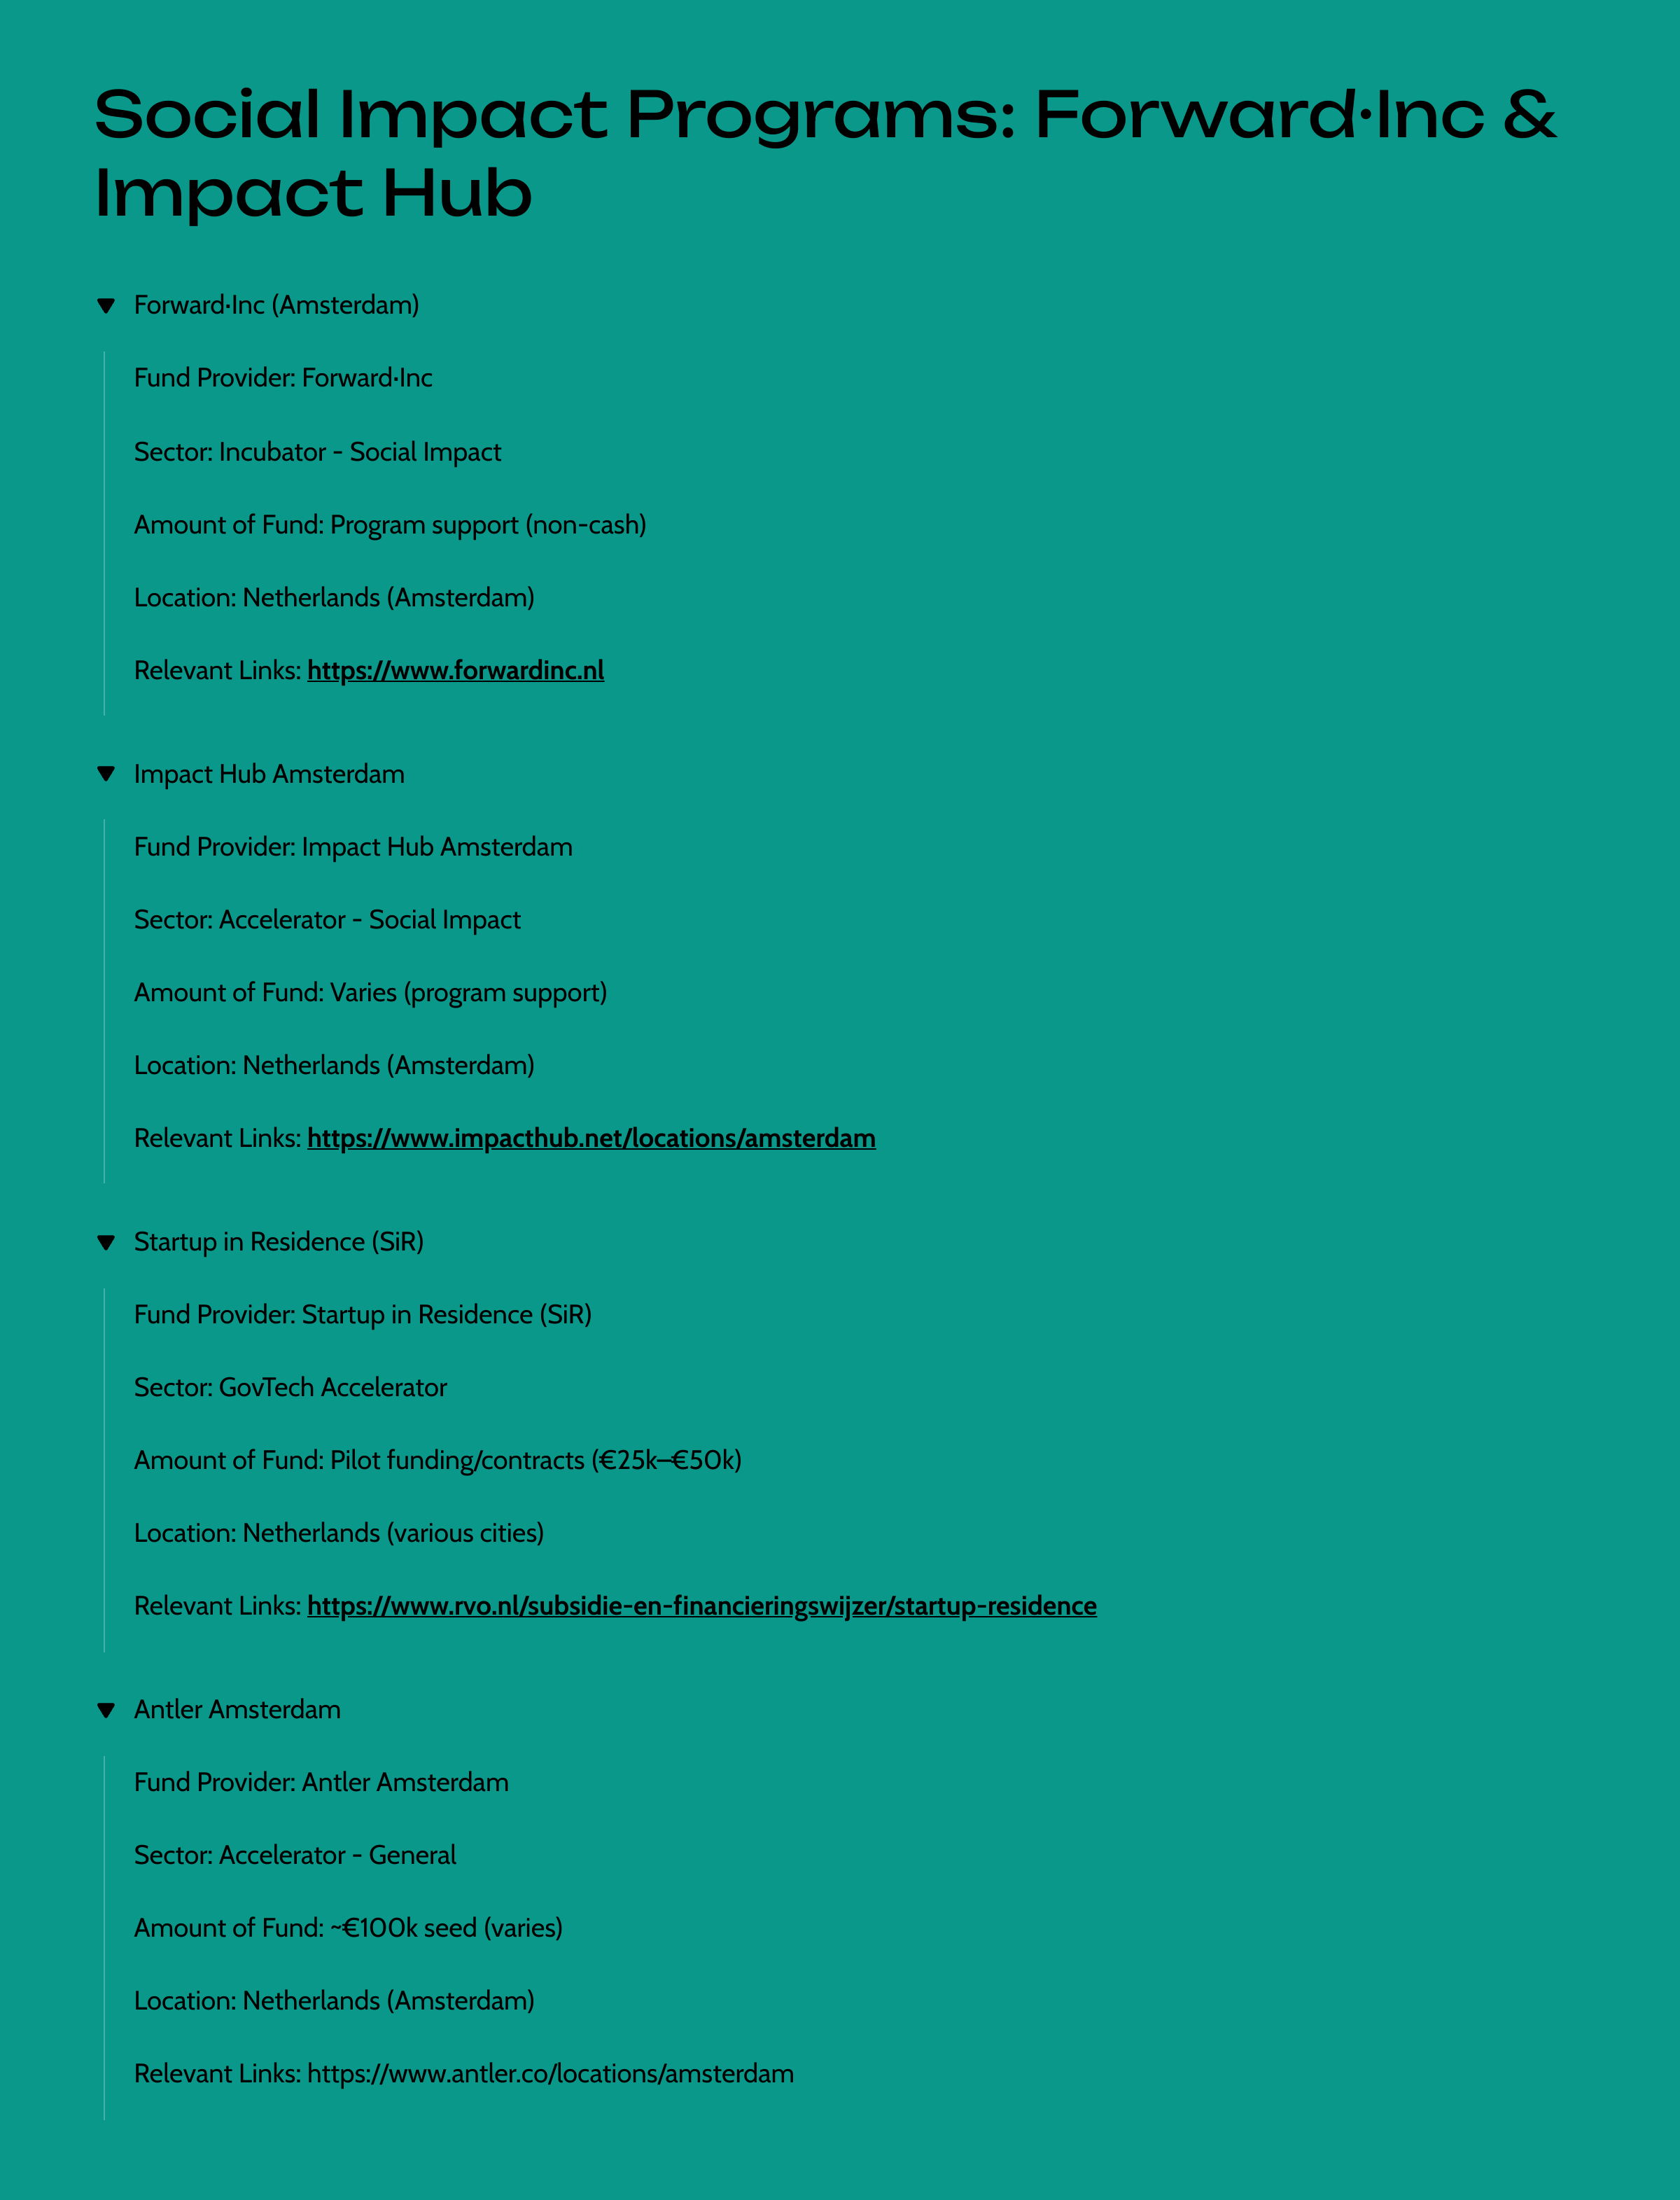 Social Impact Programs: Forward·Inc &
Impact Hub
Forward·Inc (Amsterdam)
Fund Provider: Forward·Inc
Sector: Incubator - Social Impact
Amount of Fund: Program support (non-cash)
Location: Netherlands (Amsterdam)
Relevant Links: https://www.forwardinc.nl
Impact Hub Amsterdam
Fund Provider: Impact Hub Amsterdam
Sector: Accelerator - Social Impact
Amount of Fund: Varies (program support)
Location: Netherlands (Amsterdam)
Relevant Links: https://www.impacthub.net/locations/amsterdam
Startup in Residence (SiR)
Fund Provider: Startup in Residence (SiR)
Sector: GovTech Accelerator
Amount of Fund: Pilot funding/contracts (€25k–€50k)
Location: Netherlands (various cities)
Relevant Links: https://www.rvo.nl/subsidie-en-financieringswijzer/startup-residence
Antler Amsterdam
Fund Provider: Antler Amsterdam
Sector: Accelerator - General
Amount of Fund: ~€100k seed (varies)
Location: Netherlands (Amsterdam)
Relevant Links: https://www.antler.co/locations/amsterdam